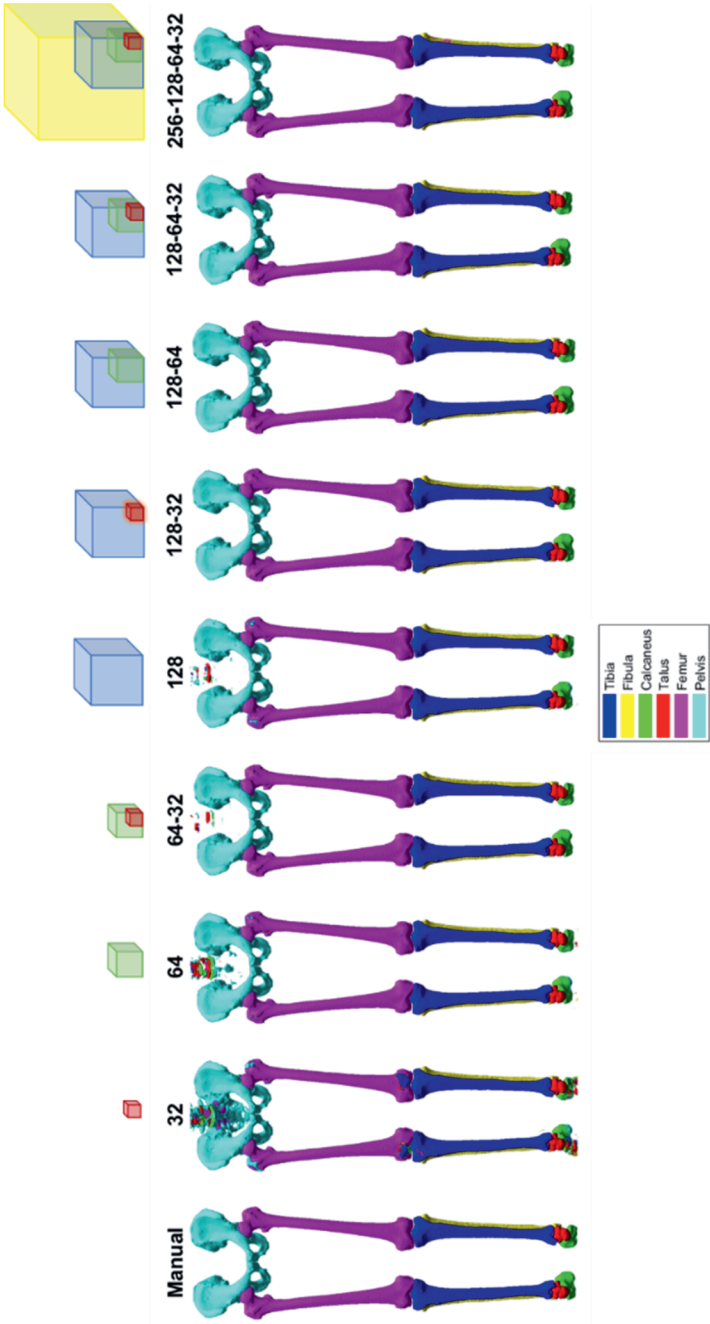 Manual
32
64
64-32
128
128-32
128-64
128-64-32
256-128-64-32
Tibia
Fibula
Calcaneus
Talus
Femur
Pelvis